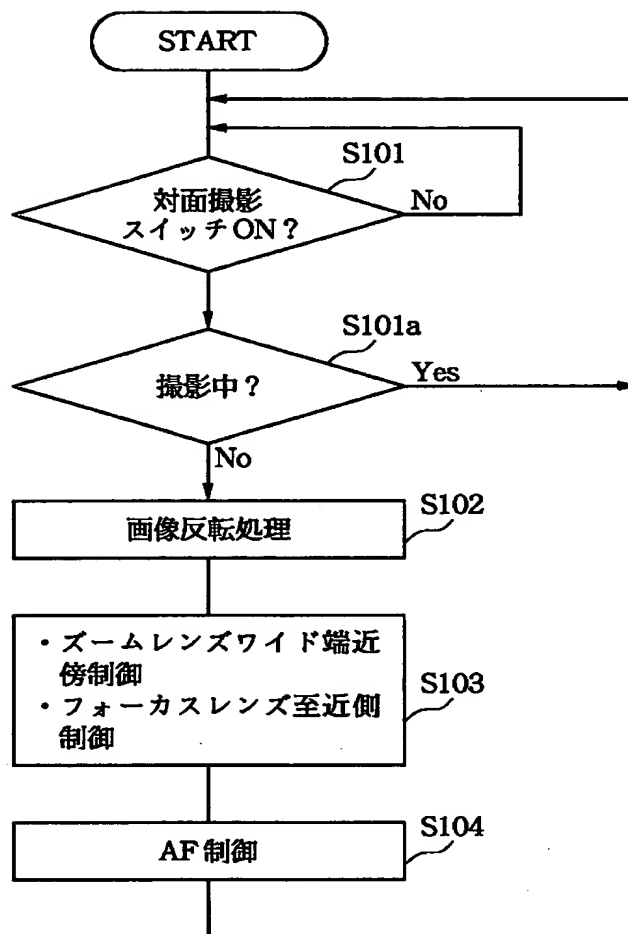 START
S101
対面撮影
スイッチON？
No
S101a
撮影中？
Yes
No
S102
画像反転処理
・ズームレンズワイド端近
傍制御
・フォーカスレンズ至近側
制御
S103
S104
AF制御